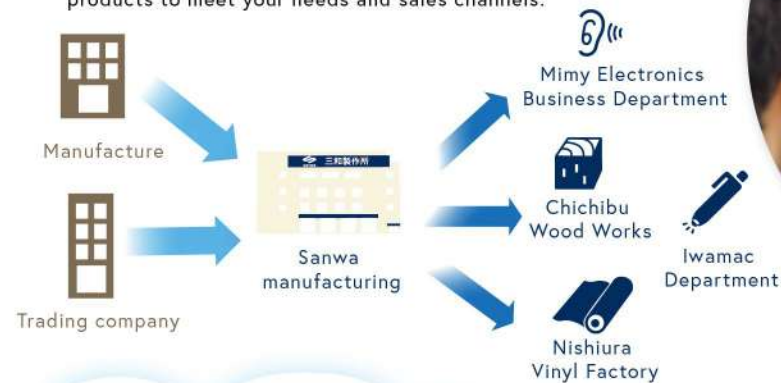 products to meet your needs and sales channels.
Mimy Electronics
Business Department
Manufacture
三和製作所
Chichibu
Wood Works
Sanwa
manufacturing
Iwamac
Department
Trading company
Nishiura
Vinyl Factory